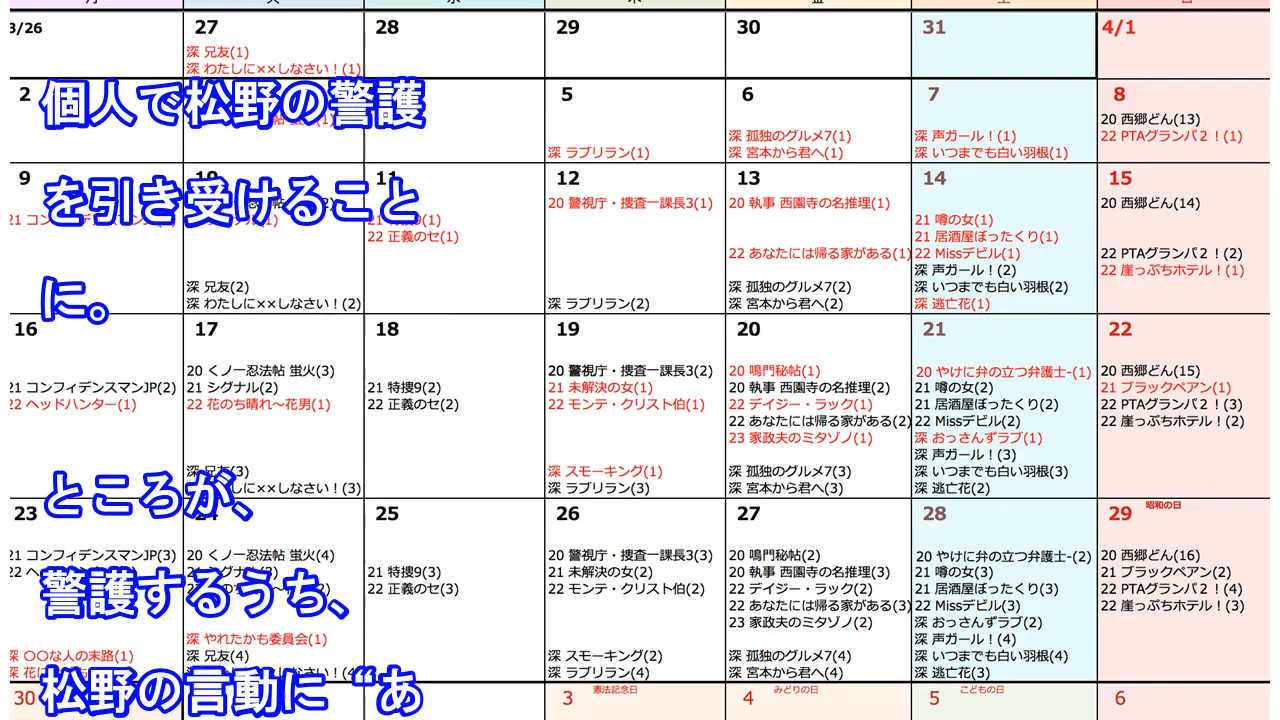 3/26
27
深 兄友(1)
深 わたしに××しなさい！(1)
28
29
30
31
4/1
2
5
深 ラブリラン(1)
6
深 孤独のグルメ7(1)
深 宮本から君へ(1)
7
深 声ガール！(1)
深 いつまでも白い羽根(1)
8
20 西郷どん(13)
22 PTAグランパ２！(1)
個人で松野の警護
を引き受けること
に。
ところが、
警護するうち、
松野の言動に“あ
9
深 兄友(2)
深 わたしに××しなさい！(2)
11
22 正義のセ(1)
12
20 警視庁・捜査一課長3(1)
深 ラブリラン(2)
13
20 執事 西園寺の名推理(1)
22 あなたには帰る家がある(1)
深 孤独のグルメ7(2)
深 宮本から君へ(2)
14
21 噂の女(1)
21 居酒屋ぼったくり(1)
22 Missデビル(1)
深 声ガール！(2)
深 いつまでも白い羽根(2)
深 逃亡花(1)
15
20 西郷どん(14)
22 PTAグランパ２！(2)
22 崖っぷちホテル！(1)
16
21 コンフィデンスマンJP(2)
22 ヘッドハンター(1)
17
20 くノ一忍法帖 蛍火(3)
21 シグナル(2)
22 花のち晴れ〜花男(1)
深 兄友(3)
しに××しなさい！(3)
18
21 特捜9(2)
22 正義のセ(2)
19
20 警視庁・捜査一課長3(2)
21 未解決の女(1)
22 モンテ・クリスト伯(1)
深 スモーキング(1)
深 ラブリラン(3)
20
20 鳴門秘帖(1)
20 執事 西園寺の名推理(2)
22 デイジー・ラック(1)
22 あなたには帰る家がある(2)
23 家政夫のミタゾノ(1)
深 孤独のグルメ7(3)
深 宮本から君へ(3)
21
20 やけに弁の立つ弁護士-(1)
21 噂の女(2)
21 居酒屋ぼったくり(2)
22 Missデビル(2)
深 おっさんずラブ(1)
深 声ガール！(3)
深 いつまでも白い羽根(3)
深 逃亡花(2)
22
20 西郷どん(15)
21 ブラックペアン(1)
22 PTAグランパ２！(3)
22 崖っぷちホテル！(2)
23
21 コンフィデンスマンJP(3)
深 ○○な人の末路(1)
24
20 くノ一忍法帖 蛍火(4)
深 やれたかも委員会(1)
深 兄友(4)
25
21 特捜9(3)
22 正義のセ(3)
26
20 警視庁・捜査一課長3(3)
21 未解決の女(2)
22 モンテ・クリスト伯(2)
深 スモーキング(2)
深 ラブリラン(4)
27
20 鳴門秘帖(2)
20 執事 西園寺の名推理(3)
22 デイジー・ラック(2)
22 あなたには帰る家がある(3)
23 家政夫のミタゾノ(2)
深 孤独のグルメ7(4)
深 宮本から君へ(4)
28
20 やけに弁の立つ弁護士-(2)
21 噂の女(3)
21 居酒屋ぼったくり(3)
22 Missデビル(3)
深 おっさんずラブ(2)
深 声ガール！(4)
深 いつまでも白い羽根(4)
深 逃亡花(3)
29 昭和の日
20 西郷どん(16)
21 ブラックペアン(2)
22 PTAグランパ２！(4)
22 崖っぷちホテル！(3)
30
3 憲法記念日
4 みどりの日
5 こどもの日
6